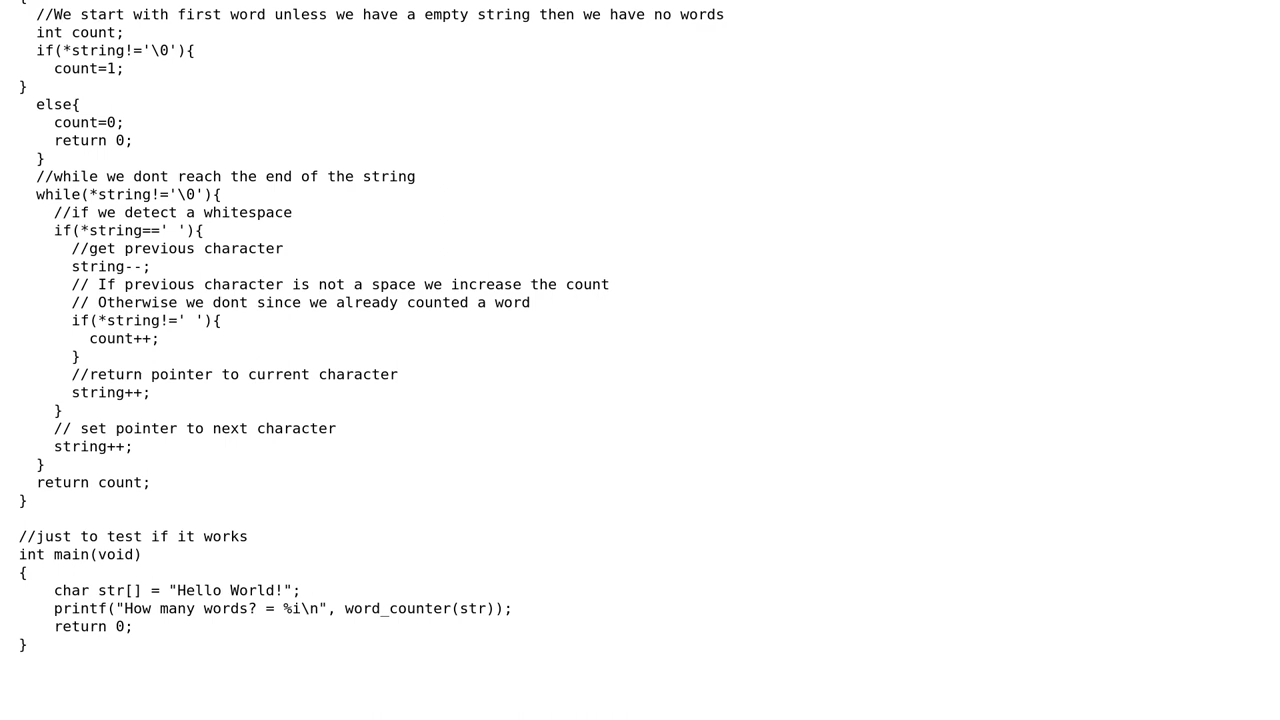 {
  //We start with first word unless we have a empty string then we have no words
  int count;
  if(*string!='\0'){
    count=1;
}
  else{
    count=0;
    return 0;
  }
  //while we dont reach the end of the string
  while(*string!='\0'){
    //if we detect a whitespace
    if(*string==' '){
      //get previous character
      string--;
      // If previous character is not a space we increase the count
      // Otherwise we dont since we already counted a word
      if(*string!=' '){
        count++;
      }
      //return pointer to current character
      string++;
    }
    // set pointer to next character
    string++;
  }
  return count;
}

//just to test if it works
int main(void)
{
    char str[] = "Hello World!";
    printf("How many words? = %i\n", word_counter(str));
    return 0;
}